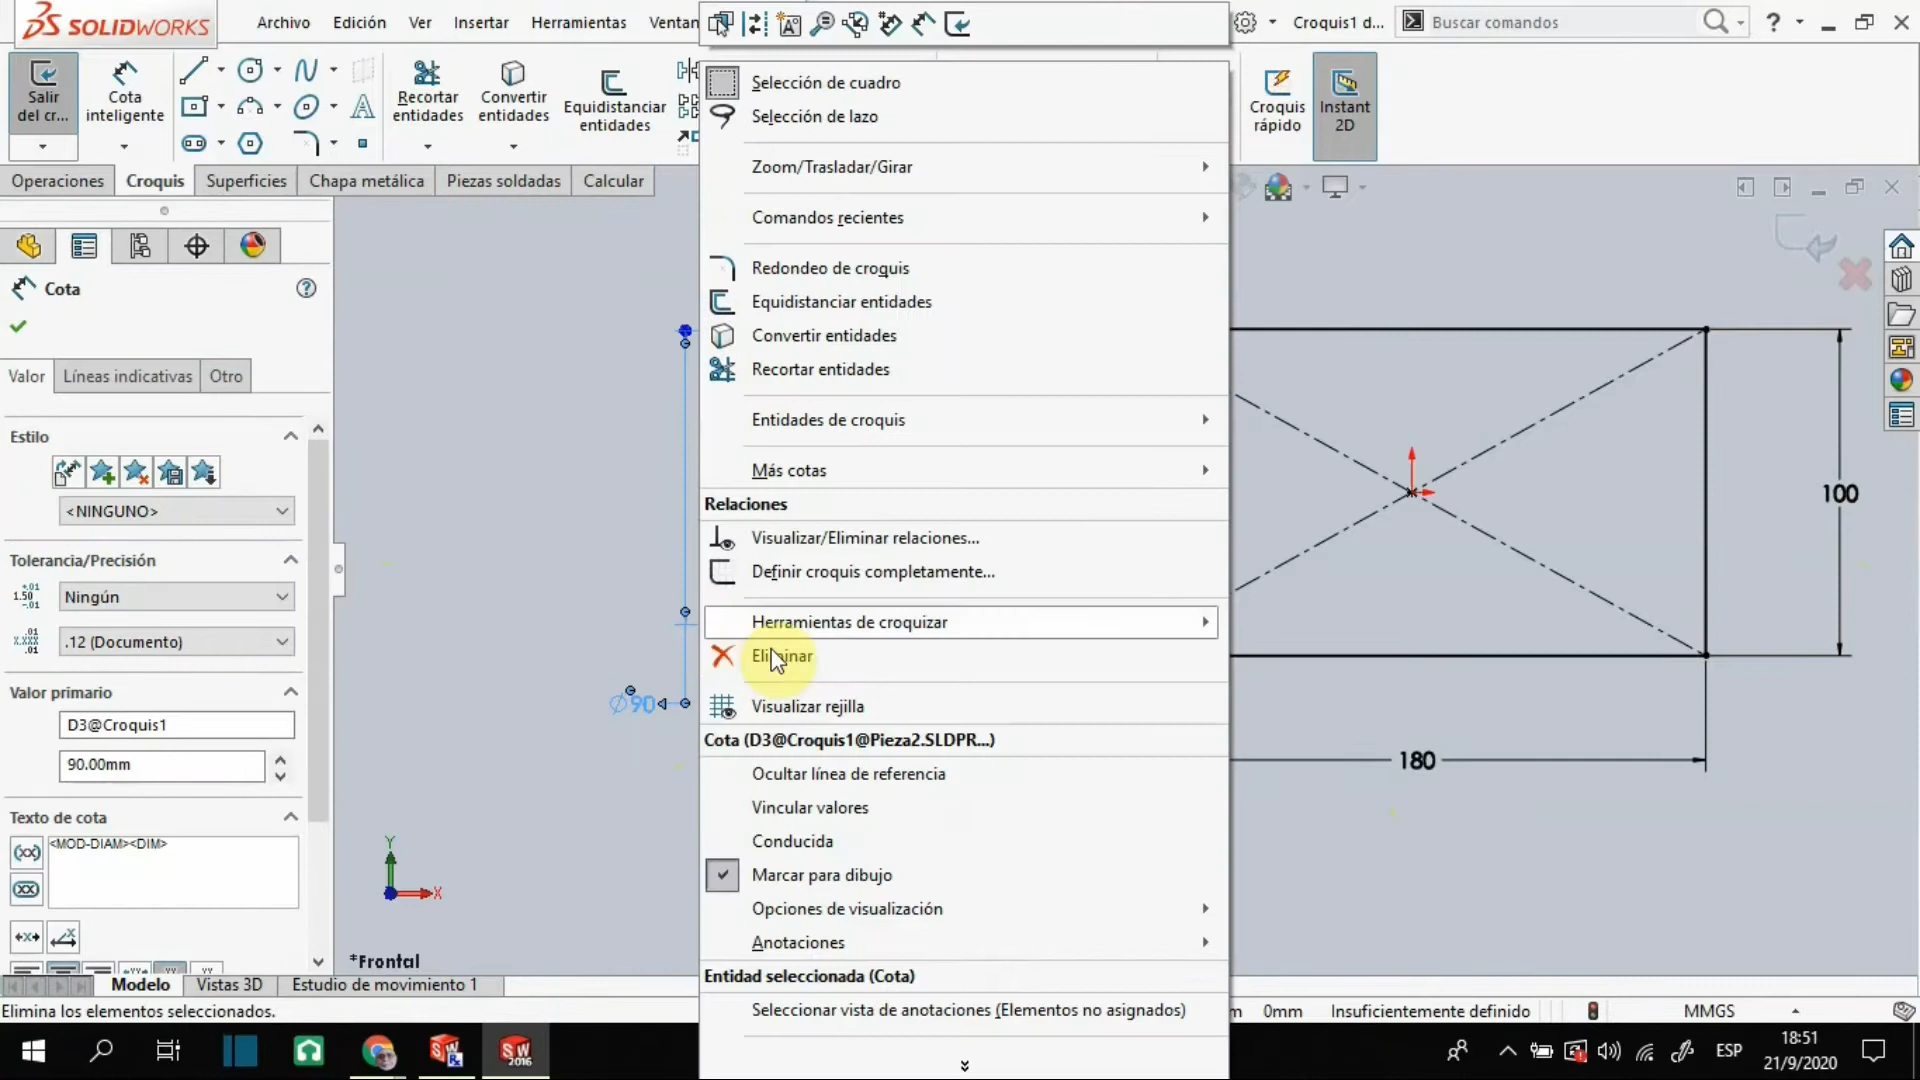 SOLIDWORKS
Archivo
Edición
Ver
Insertar
Herramientas
Ventan
Croquis1 d...
Buscar comandos
?
Salir
del cr...
Cota
inteligente
Recortar
entidades
Convertir
entidades
Equidistanciar
entidades
Croquis
rápido
Instant
2D
Operaciones
Croquis
Superficies
Chapa metálica
Piezas soldadas
Calcular
Cota
Valor
Líneas indicativas
Otro
Estilo
<NINGUNO>
Tolerancia/Precisión
Ningún
.12 (Documento)
Valor primario
D3@Croquis1
90.00mm
Texto de cota
<MOD-DIAM><DIM>
Selección de cuadro
Selección de lazo
Zoom/Trasladar/Girar
Comandos recientes
Redondeo de croquis
Equidistanciar entidades
Convertir entidades
Recortar entidades
Entidades de croquis
Más cotas
Relaciones
Visualizar/Eliminar relaciones...
Definir croquis completamente...
Herramientas de croquizar
Eliminar
Visualizar rejilla
Cota (D3@Croquis1@Pieza2.SLDPR...)
Ocultar línea de referencia
Vincular valores
Conducida
Marcar para dibujo
Opciones de visualización
Anotaciones
Entidad seleccionada (Cota)
Seleccionar vista de anotaciones (Elementos no asignados)
Ø90
100
180
Y
X
*Frontal
Modelo
Vistas 3D
Estudio de movimiento 1
Elimina los elementos seleccionados.
0mm
Insuficientemente definido
MMGS
ESP
18:51
21/9/2020